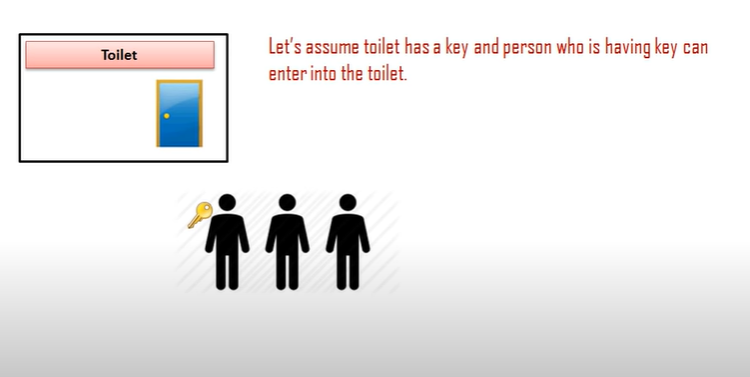 Toilet
Let's assume toilet has a key and person who is having key can
enter into the toilet.